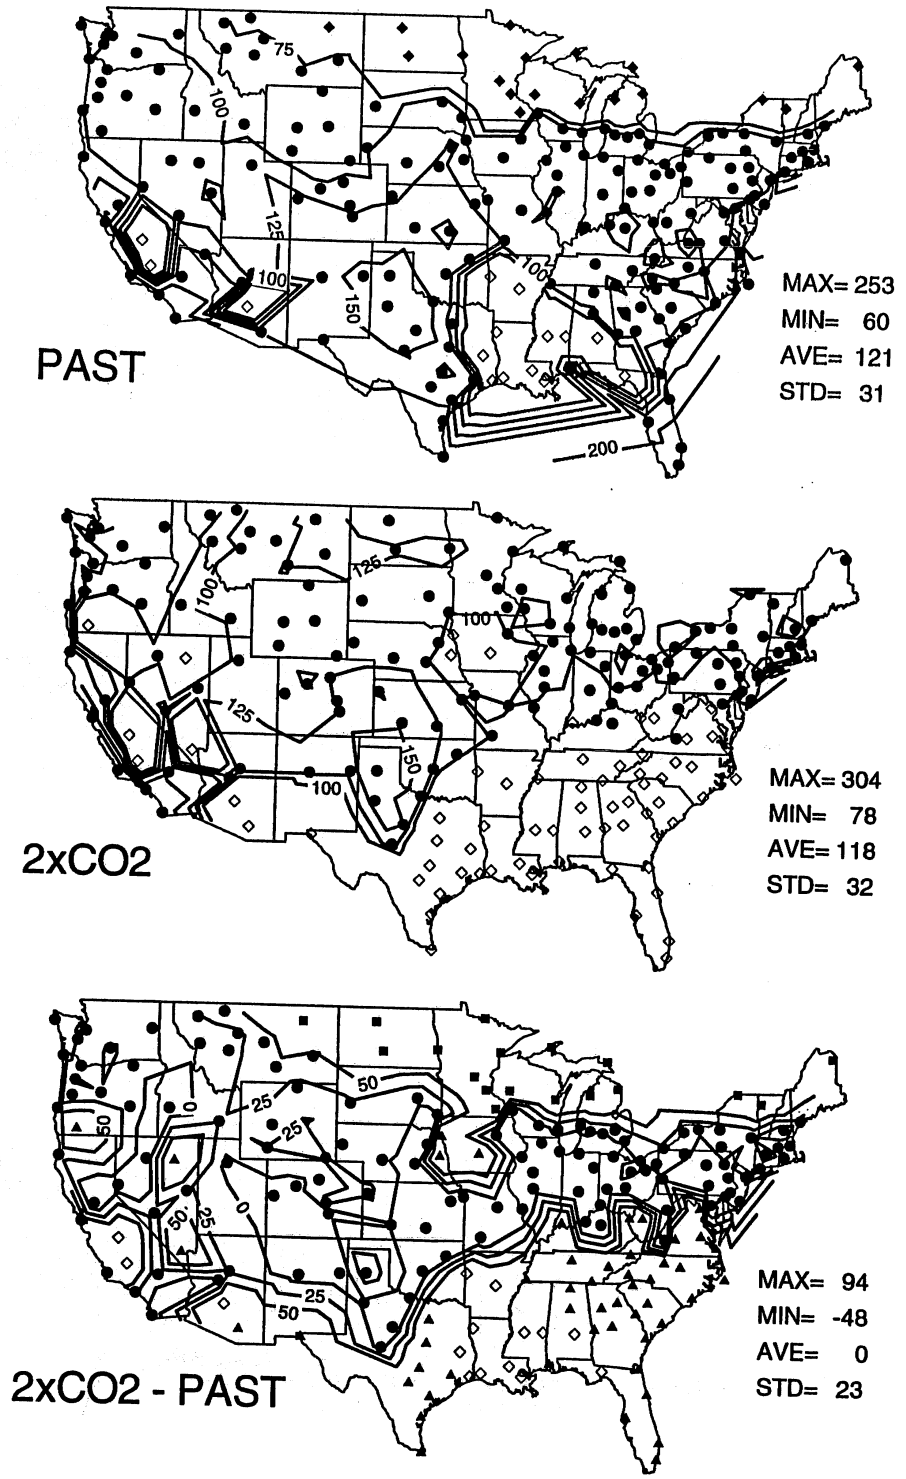 75
100
125
100
150
100
200
PAST
MAX= 253
MIN= 60
AVE= 121
STD= 31
125
100
100
125
150
100
2xCO2
MAX= 304
MIN= 78
AVE= 118
STD= 32
50
25
0
50
25
50
25
0
25
50
2xCO2 - PAST
MAX= 94
MIN= -48
AVE= 0
STD= 23